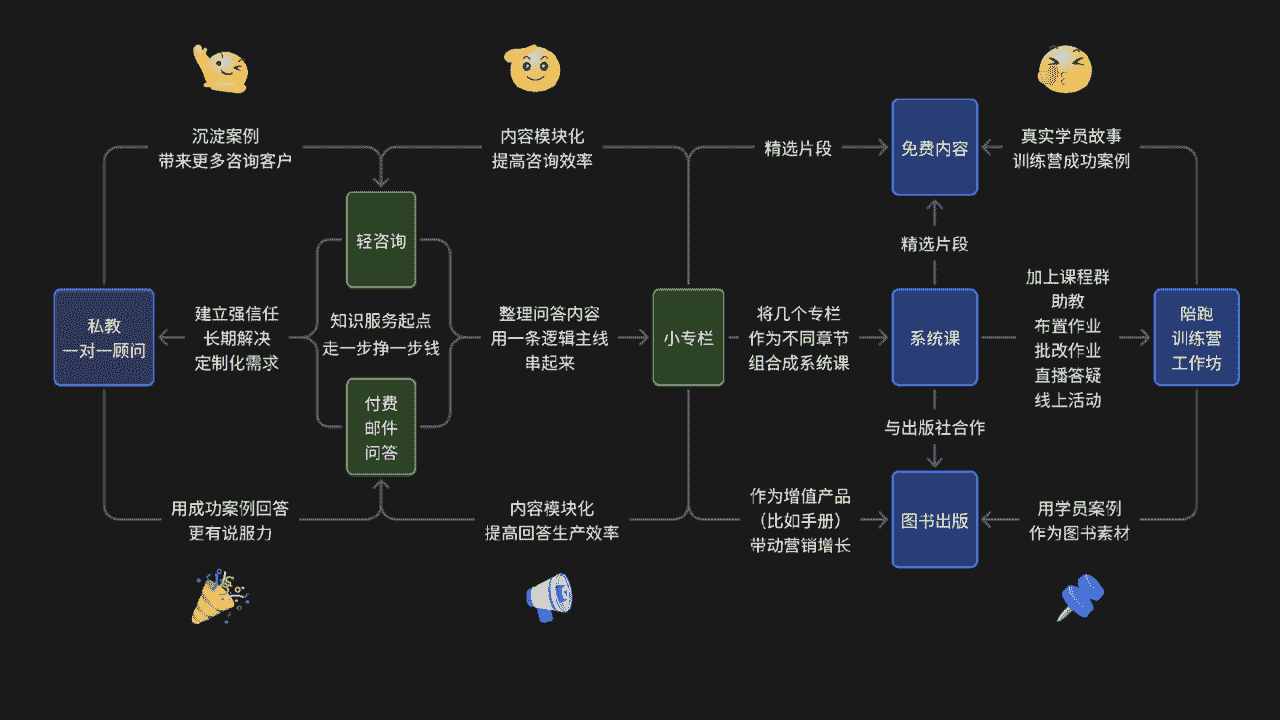 沉淀案例
带来更多咨询客户
内容模块化
提高咨询效率
精选片段
免费内容
真实学员故事
训练营成功案例
轻咨询
精选片段
私教
一对一顾问
建立强信任
长期解决
定制化需求
知识服务起点
走一步挣一步钱
整理问答内容
用一条逻辑主线
串起来
小专栏
将几个专栏
作为不同章节
组合成系统课
系统课
加上课程群
助教
布置作业
批改作业
直播答疑
线上活动
陪跑
训练营
工作坊
付费
邮件
问答
与出版社合作
用成功案例回答
更有说服力
内容模块化
提高回答生产效率
作为增值产品
（比如手册）
带动营销增长
图书出版
用学员案例
作为图书素材